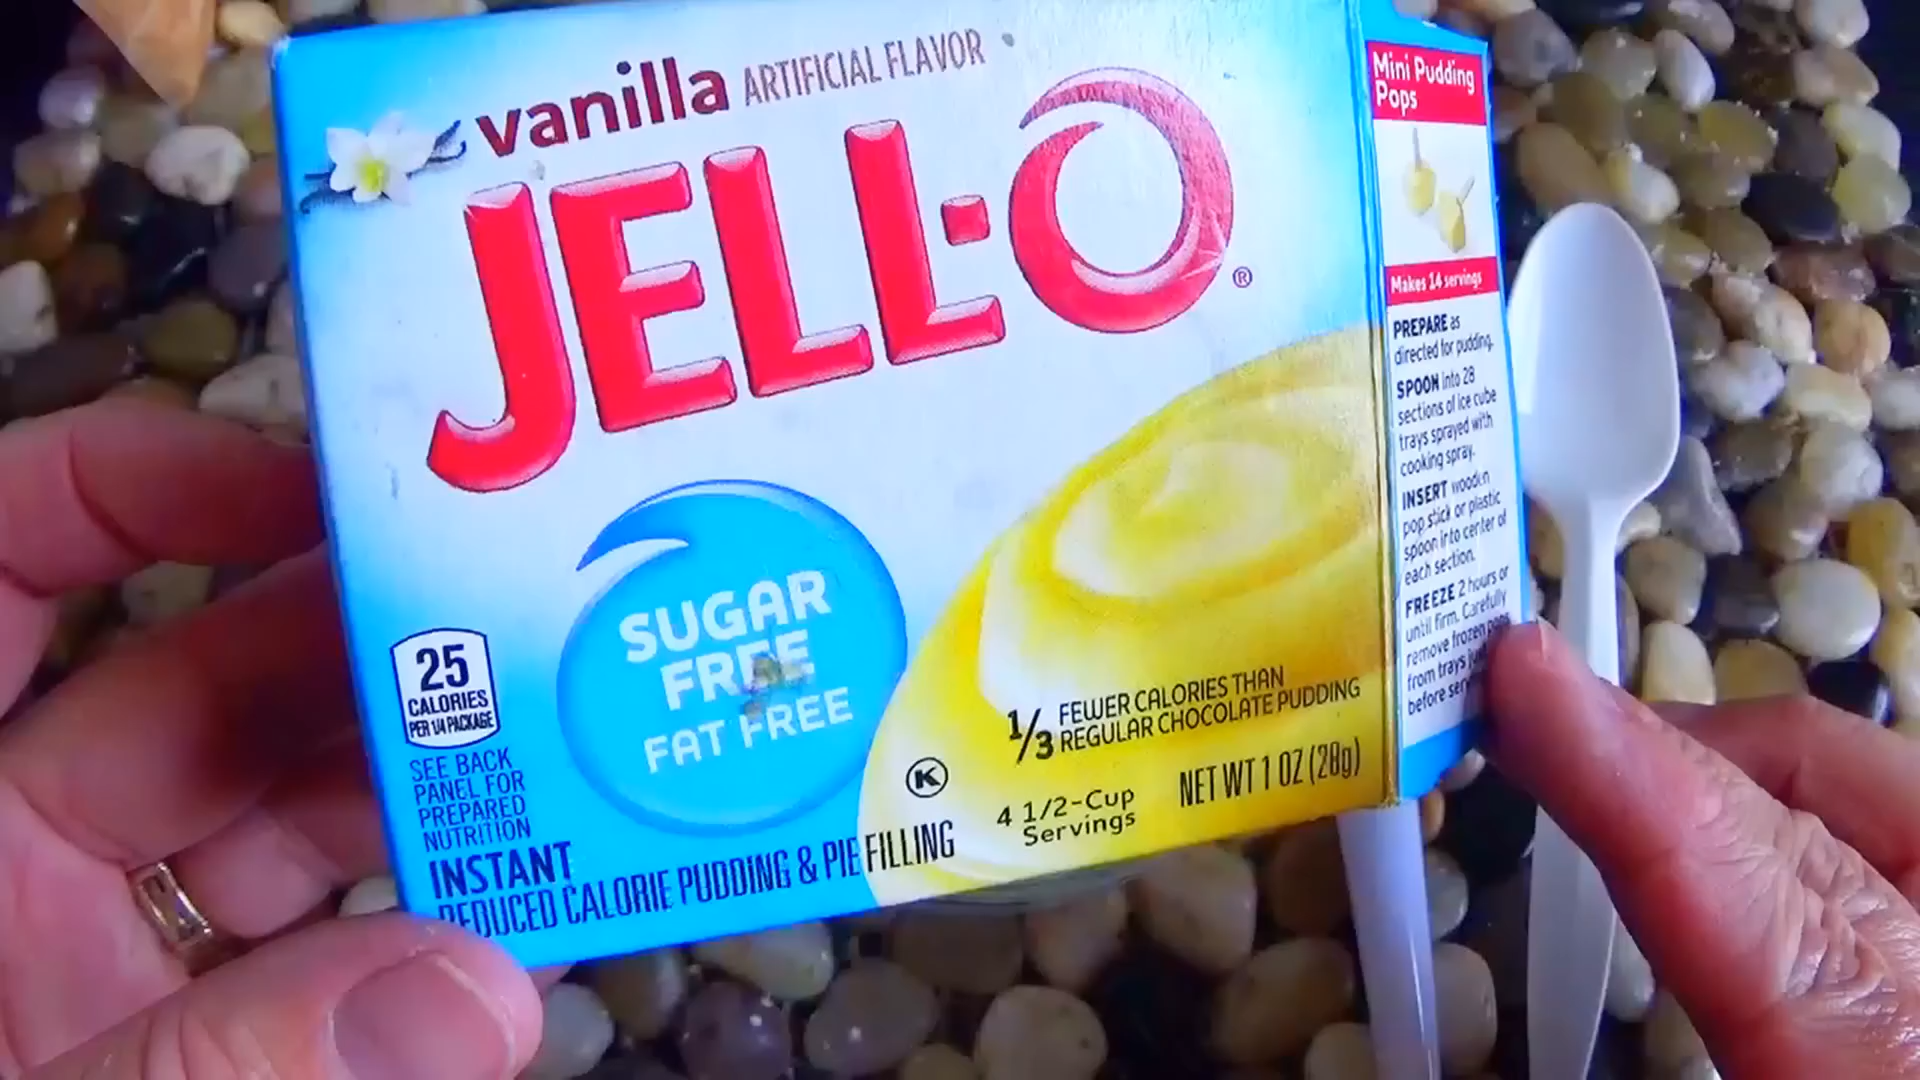 vanilla ARTIFICIAL FLAVOR
JELL-O®
SUGAR
FREE
FAT FREE
25
CALORIES
PER 1/4 PACKAGE
SEE BACK
PANEL FOR
PREPARED
NUTRITION
INSTANT
REDUCED CALORIE PUDDING & PIE FILLING
K
1/3 FEWER CALORIES THAN
REGULAR CHOCOLATE PUDDING
4 1/2-Cup
Servings
NET WT 1 OZ (28g)
Mini Pudding
Pops
Makes 14 servings
PREPARE as
directed for pudding.
SPOON into 28
sections of ice cube
trays sprayed with
cooking spray.
INSERT wooden
pop stick or plastic
spoon into center of
each section.
FREEZE 2 hours or
until firm. Carefully
remove frozen pops
from trays
before